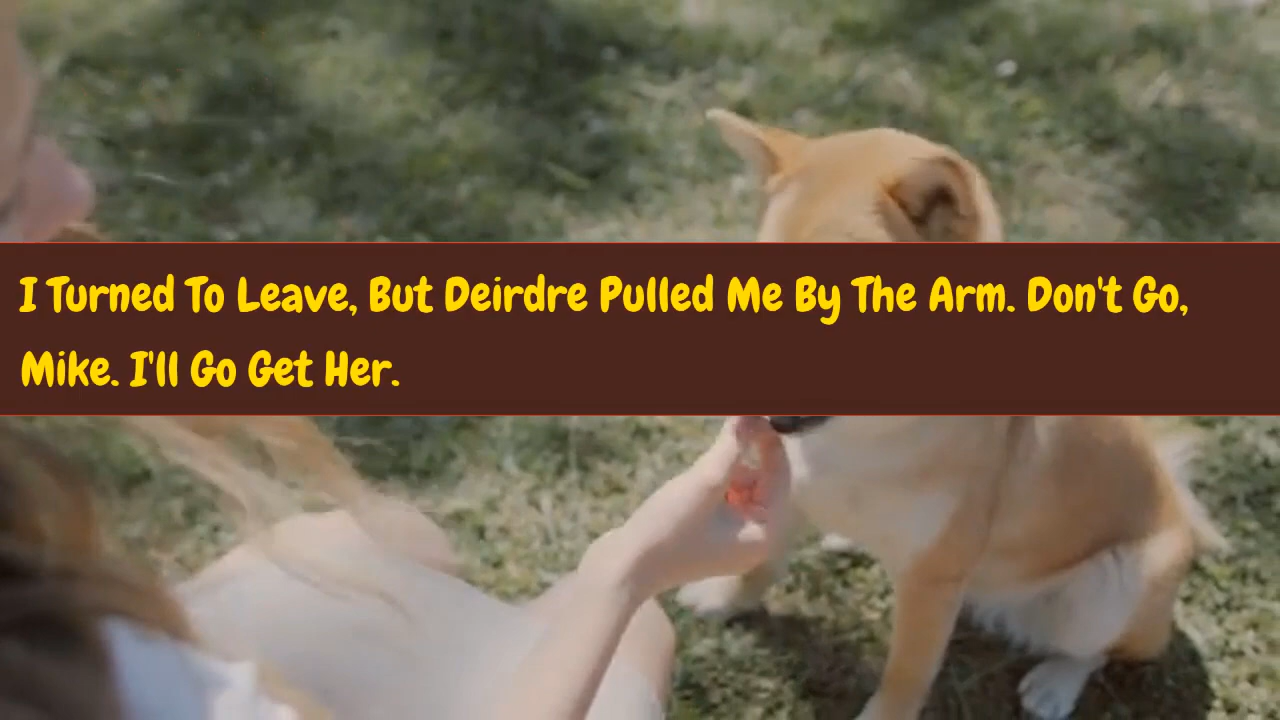 I Turned To Leave, But Deirdre Pulled Me By The Arm. Don't Go,
Mike. I'll Go Get Her.